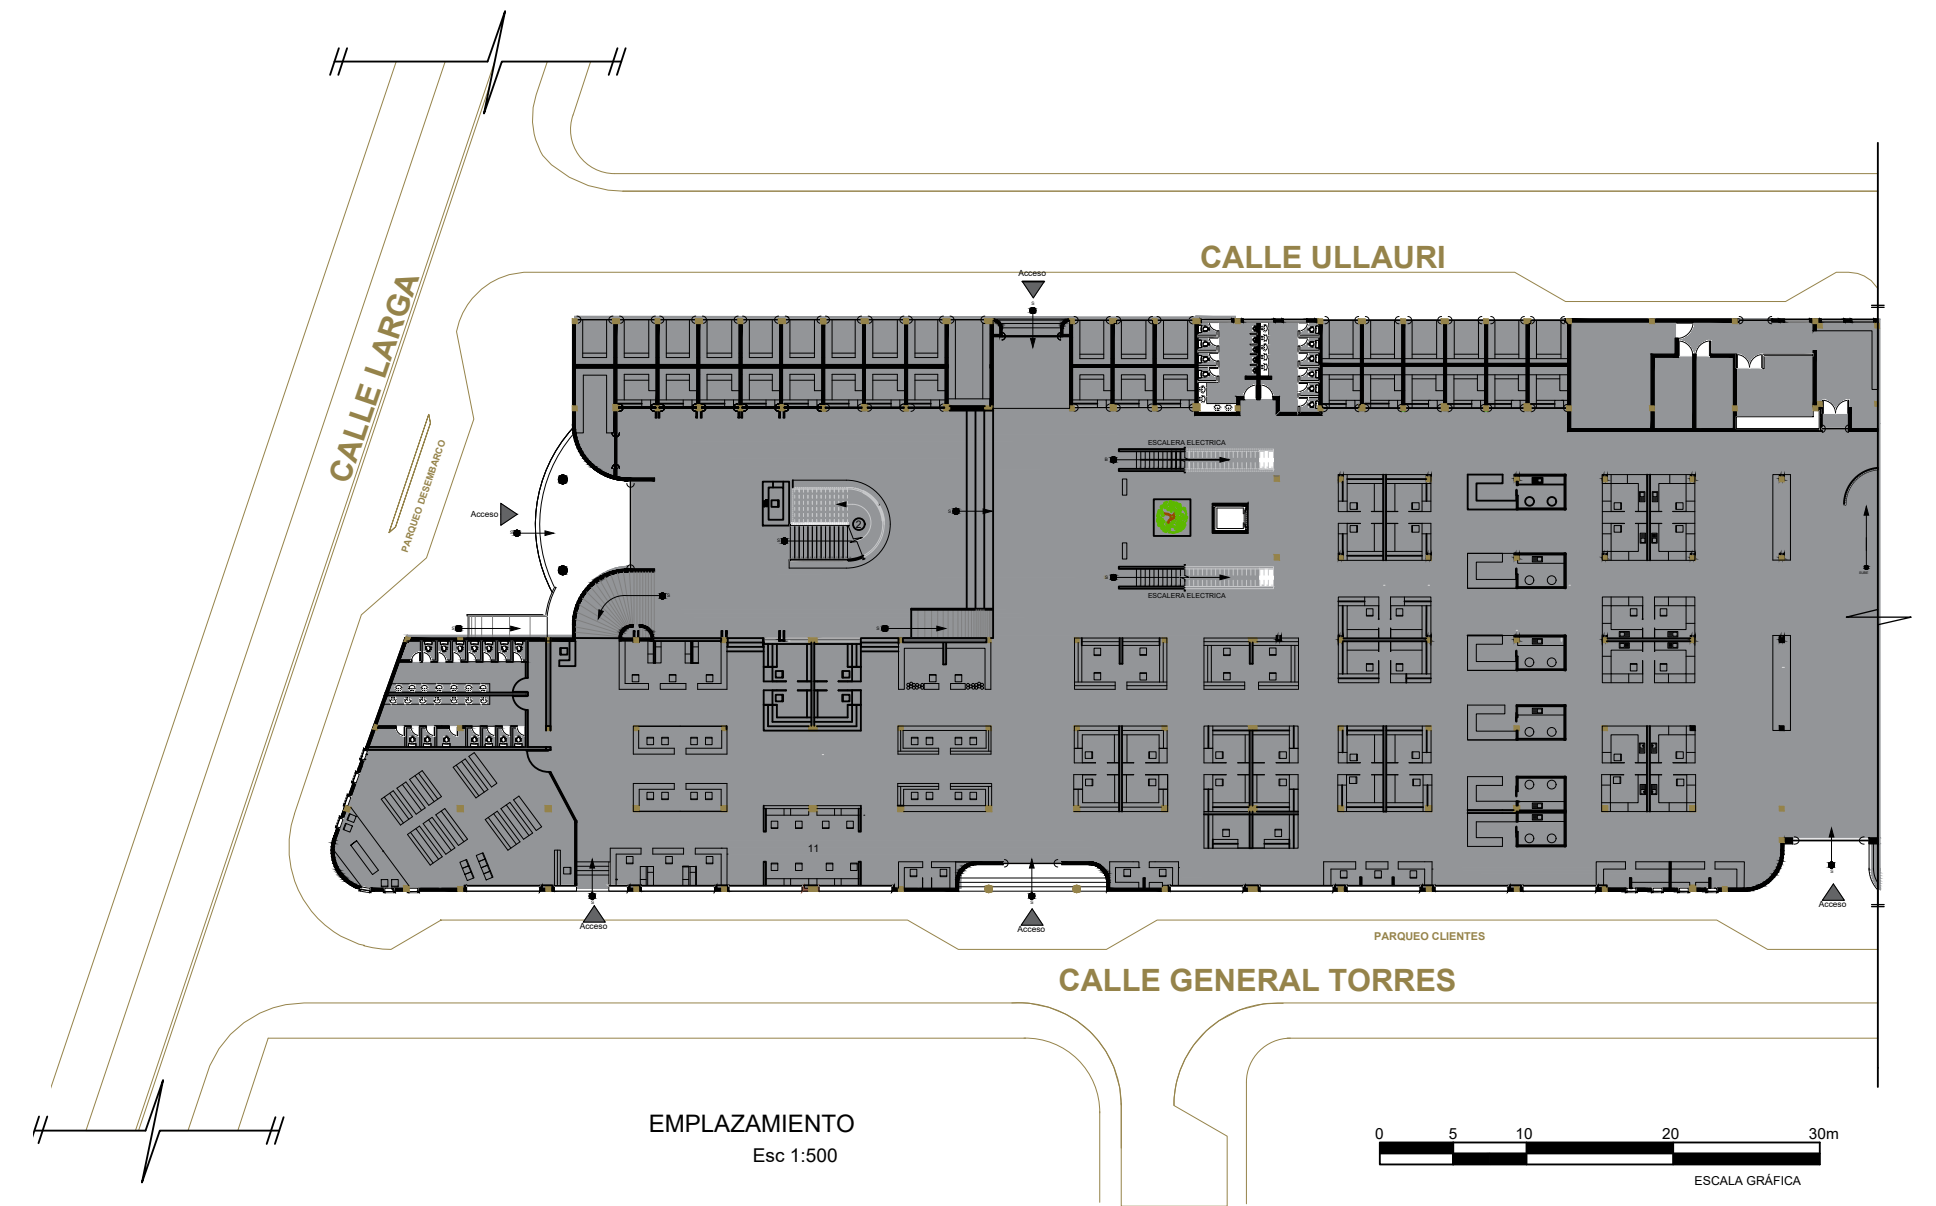 CALLE ULLAURI
Acceso
CALLE LARGA
PARQUEO DESEMBARCO
Acceso
ESCALERA ELECTRICA
2
ESCALERA ELECTRICA
11
Acceso
Acceso
Acceso
PARQUEO CLIENTES
CALLE GENERAL TORRES
EMPLAZAMIENTO
Esc 1:500
0 5 10 20 30m
ESCALA GRÁFICA